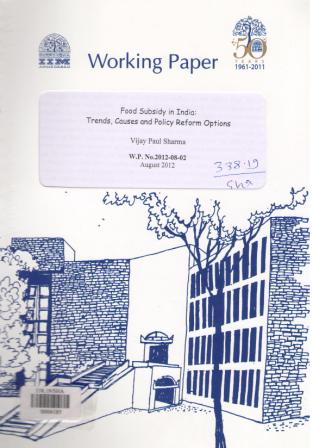 IIM
50
YEARS
1961-2011
Working Paper
Food Subsidy in India:
Trends, Causes and Policy Reform Options
Vijay Paul Sharma
W.P. No.2012-08-02
August 2012
338.19
Sha